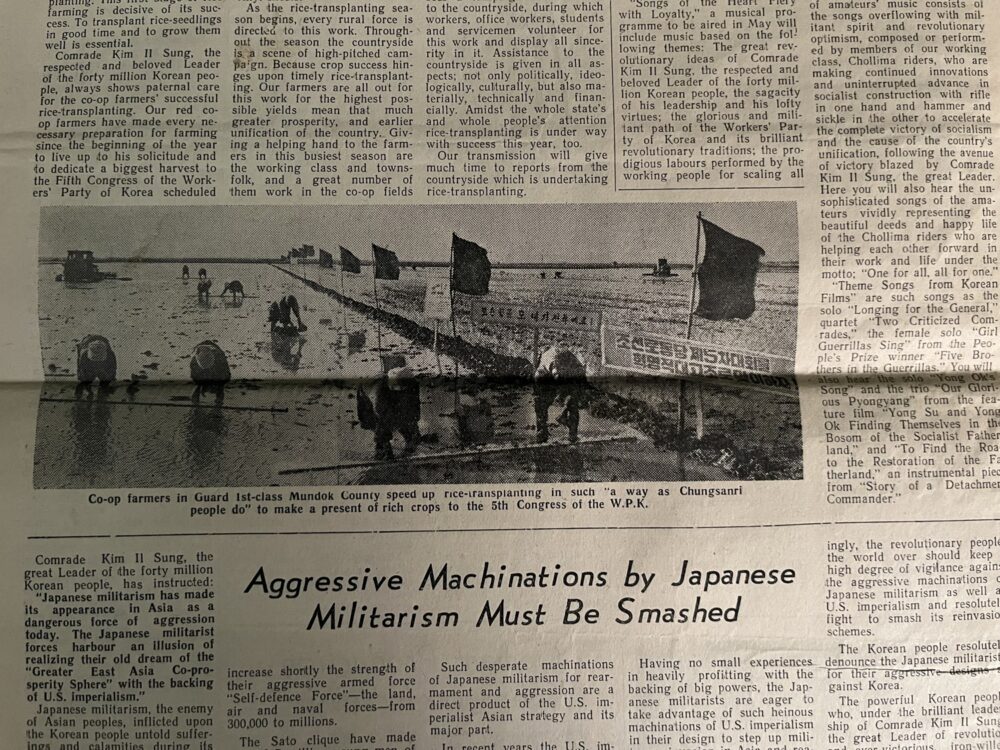 planting. This first stage of rice
farming is decisive of its suc-
cess. To transplant rice-seedlings
in good time and to grow them
well is essential.
Comrade Kim Il Sung, the
respected and beloved Leader
of the forty million Korean peo-
ple, always shows paternal care
for the co-op farmers' successful
rice-transplanting. Our red co-
op farmers have made every ne-
cessary preparation for farming
since the beginning of the year
to live up to his solicitude and
to dedicate a biggest harvest to
the Fifth Congress of the Work-
ers' Party of Korea scheduled
As the rice-transplanting sea-
son begins, every rural force is
directed to this work. Through-
out the season the countryside
is a scene of high-pitched cam-
paign. Because crop success hin-
ges upon timely rice-transplant-
ing. Our farmers are all out for
this work for the highest pos-
sible yields mean that much
greater prosperity, and earlier
unification of the country. Giv-
ing a helping hand to the farm-
ers in this busiest season are
the working class and towns-
folk, and a great number of
them work in the co-op fields
to the countryside, during which
workers, office workers, students
and servicemen volunteer for
this work and display all since-
rity in it. Assistance to the
countryside is given in all as-
pects; not only politically, ideo-
logically, culturally, but also ma-
terially, technically and finan-
cially. Amidst the whole state's
and whole people's attention
rice-transplanting is under way
with success this year, too.
Our transmission will give
much time to reports from the
countryside which is undertaking
rice-transplanting.
"Songs of the Heart Fiery
with Loyalty," a musical pro-
gramme to be aired in May will
include music based on the fol-
lowing themes: The great rev-
olutionary ideas of Comrade
Kim Il Sung, the respected and
beloved Leader of the forty mil-
lion Korean people, the sagacity
of his leadership and his lofty
virtues; the glorious and mili-
tant path of the Workers' Par-
ty of Korea and its brilliant
revolutionary traditions; the pro-
digious labours performed by the
working people for scaling all
of amateurs' music consists of
the songs overflowing with mil-
itant spirit and revolutionary
optimism, composed or perform-
ed by members of our working
class, Chollima riders, who are
making continued innovations
and uninterrupted advance in
socialist construction with rifle
in one hand and hammer and
sickle in the other to accelerate
the complete victory of socialism
and the cause of the country's
unification, following the avenue
of victory blazed by Comrade
Kim Il Sung, the great Leader.
Here you will also hear the un-
sophisticated songs of the ama-
teurs vividly representing the
beautiful deeds and happy life
of the Chollima riders who are
helping each other forward in
their work and life under the
motto; "One for all, all for one."
"Theme Songs from Korean
Films" are such songs as the
solo "Longing for the General,"
quartet "Two Criticized Com-
rades," the female solo "Girl
Guerrillas Sing" from the Peo-
ple's Prize winner "Five Bro-
thers in the Guerrillas." You will
also hear the solo "Yong Ok's
Song" and the trio "Our Glori-
ous Pyongyang" from the fea-
ture film "Yong Su and Yong
Ok Finding Themselves in the
Bosom of the Socialist Father
land," and "To Find the Roa
to the Restoration of the Fa
therland," an instrumental piec
from "Story of a Detachmen
Commander."
조선로동당 제5차대회를
Co-op farmers in Guard 1st-class Mundok County speed up rice-transplanting in such "a way as Chungsanri
people do" to make a present of rich crops to the 5th Congress of the W.P.K.
Aggressive Machinations by Japanese
Militarism Must Be Smashed
Comrade Kim Il Sung, the
great Leader of the forty million
Korean people, has instructed:
"Japanese militarism has made
its appearance in Asia as a
dangerous force of aggression
today. The Japanese militarist
forces harbour an illusion of
realizing their old dream of the
"Greater East Asia Co-pro-
sperity Sphere" with the backing
of U.S. imperialism."
Japanese militarism, the enemy
of Asian peoples, inflicted upon
the Korean people untold suffer-
ings and calamities during its
increase shortly the strength of
their aggressive armed force
"Self-defence Force"—the land,
air and naval forces—from
300,000 to millions.
The Sato clique have made
Such desperate machinations
of Japanese militarism for rear-
mament and aggression are a
direct product of the U.S. im-
perialist Asian strategy and its
major part.
In recent years the U.S. im-
Having no small experiences
in heavily profitting with the
backing of big powers, the Jap-
anese militarists are eager to
take advantage of such heinous
machinations of U.S. imperialism
in their design to step up mili-
ingly, the revolutionary people
the world over should keep
high degree of vigilance again
the aggressive machinations o
Japanese militarism as well a
U.S. imperialism and resolutel
fight to smash its reinvasio
schemes.
The Korean people resolutel
denounce the Japanese militarist
for their aggressive designs
gainst Korea.
The powerful Korean peopl
who, under the brilliant leader
ship of Comrade Kim Il Sung
the great Leader of revolution